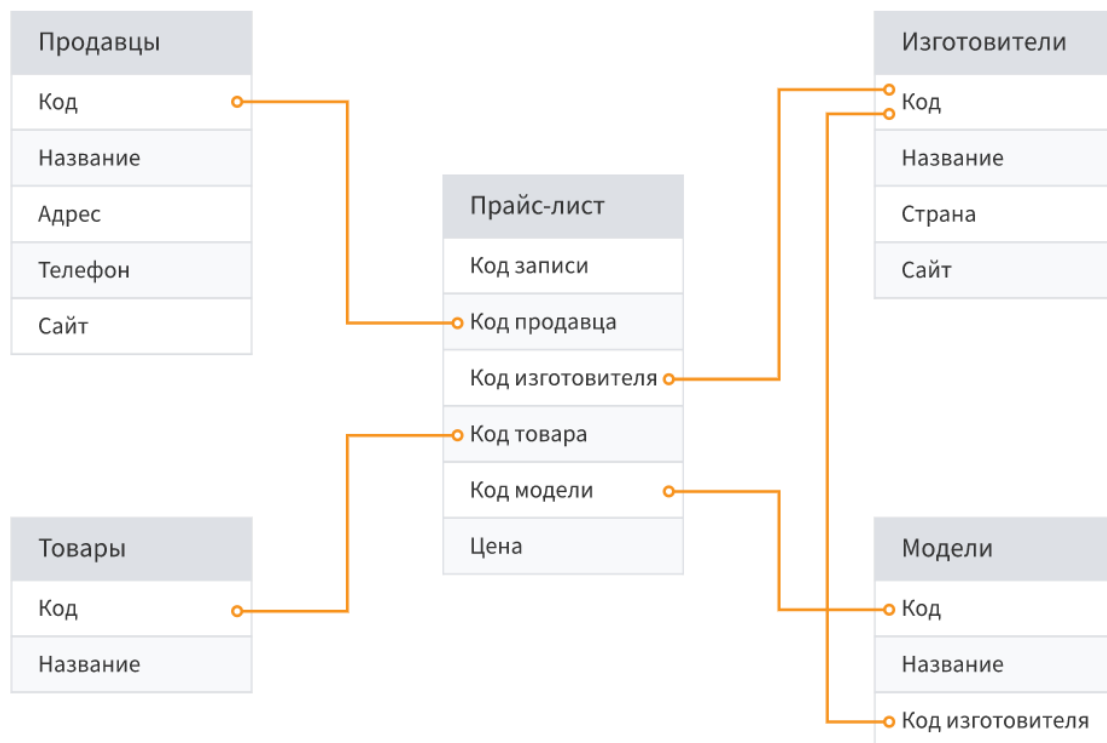 Продавцы
Код
Название
Адрес
Телефон
Сайт
Товары
Код
Название
Прайс-лист
Код записи
Код продавца
Код изготовителя
Код товара
Код модели
Цена
Изготовители
Код
Название
Страна
Сайт
Модели
Код
Название
Код изготовителя